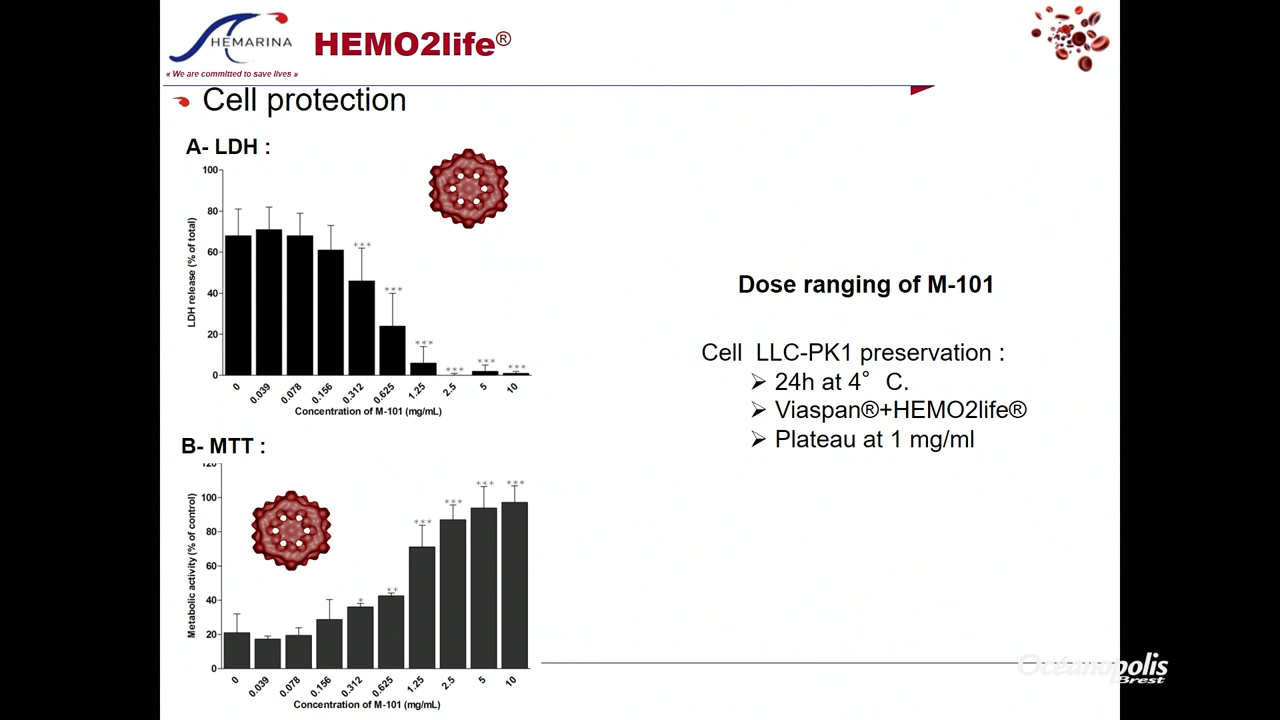 HEMARINA
HEMO2life®
« We are committed to save lives »
Cell protection
A- LDH :
LDH release (% of total)
100
80
60
40
20
0
*** *** *** *** *** ***
0 0.039 0.078 0.156 0.312 0.625 1.25 2.5 5 10
Concentration of M-101 (mg/mL)
B- MTT :
Metabolic activity (% of control)
120
100
80
60
40
20
0
* ** *** *** *** ***
0 0.039 0.078 0.156 0.312 0.625 1.25 2.5 5 10
Concentration of M-101 (mg/mL)
Dose ranging of M-101
Cell LLC-PK1 preservation :
➢ 24h at 4° C.
➢ Viaspan®+HEMO2life®
➢ Plateau at 1 mg/ml
Océanopolis
Brest